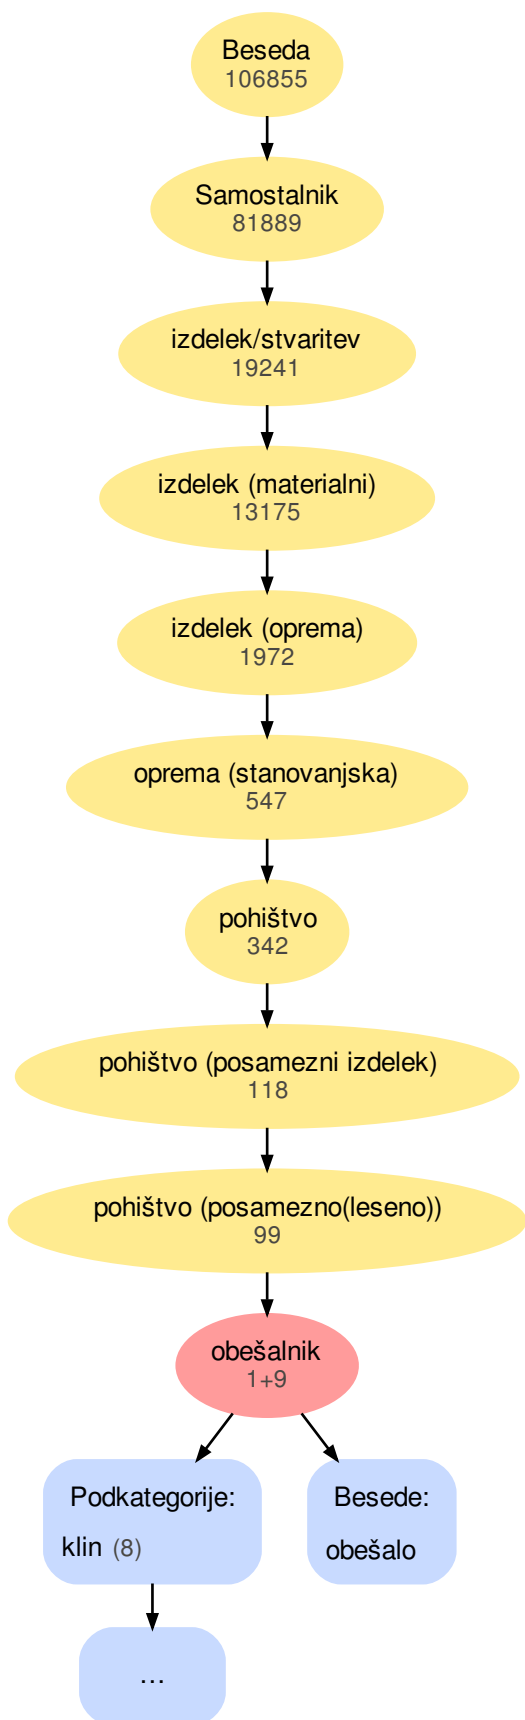 Beseda
106855
Samostalnik
81889
izdelek/stvaritev
19241
izdelek (materialni)
13175
izdelek (oprema)
1972
oprema (stanovanjska)
547
pohištvo
342
pohištvo (posamezni izdelek)
118
pohištvo (posamezno(leseno))
99
obešalnik
1+9
Podkategorije:
klin (8)
Besede:
obešalo
...